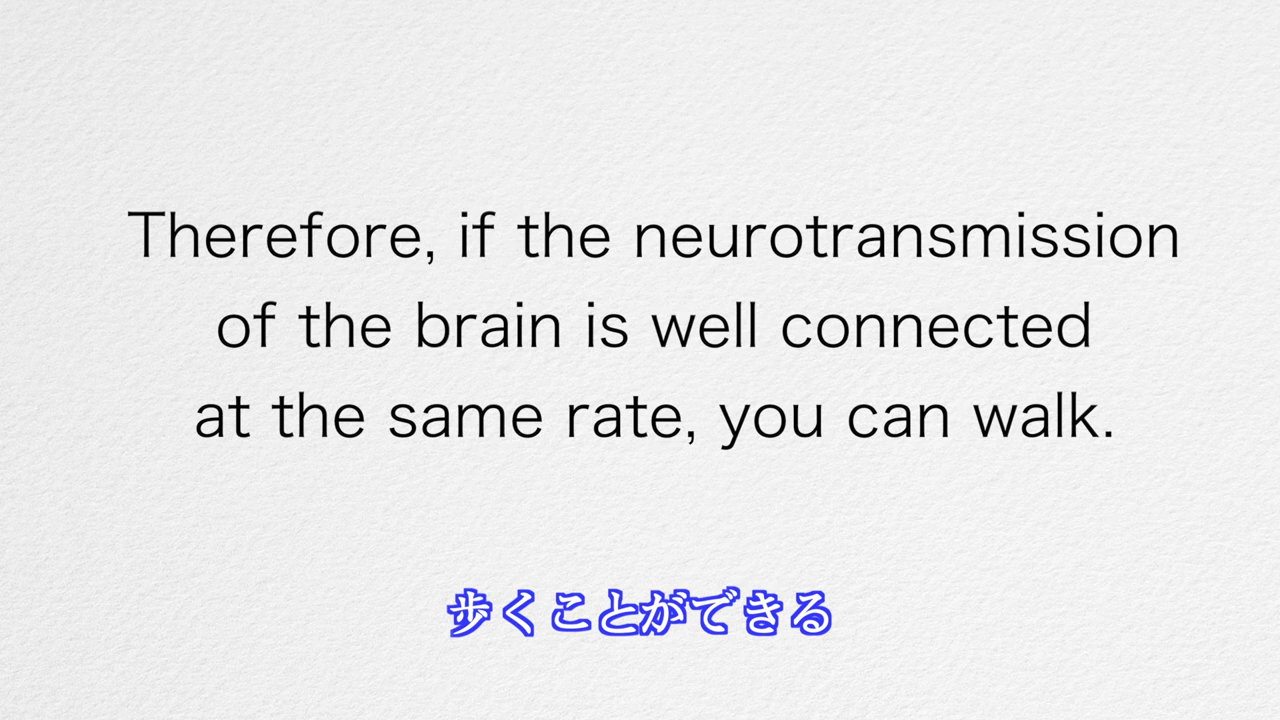 Therefore, if the neurotransmission
of the brain is well connected
at the same rate, you can walk.
歩くことができる